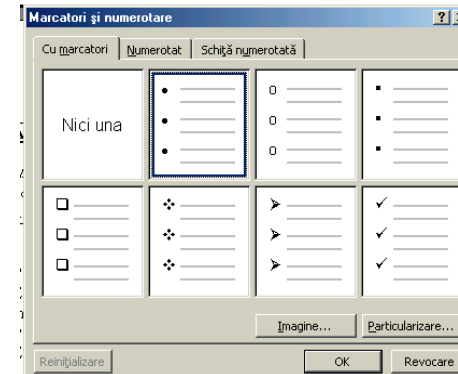 Marcatori şi numerotare
Cu marcatori Numerotat Schiţă numerotată
Nici una
Imagine... Particularizare...
Reiniţializare OK Revocare